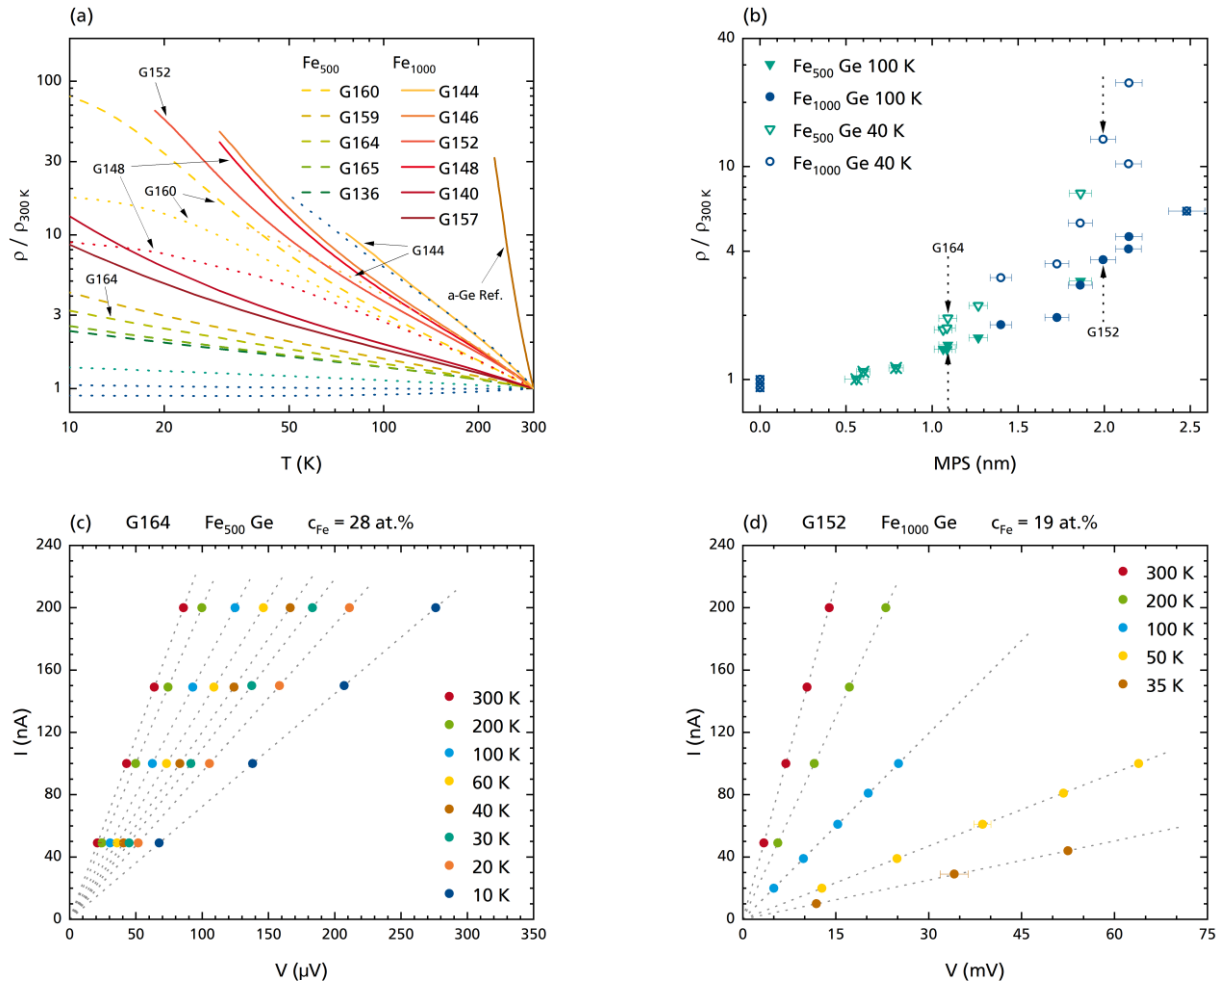 (a)
ρ / ρ300 K
100
30
10
3
1
10
20
50
100
200
300
T (K)
Fe500 Fe1000
G160 G144
G159 G146
G164 G152
G165 G148
G136 G140
G157
G152
G148
G160
G164
G144
a-Ge Ref.
(b)
ρ / ρ300 K
40
10
4
1
0.0
0.5
1.0
1.5
2.0
2.5
MPS (nm)
Fe500 Ge 100 K
Fe1000 Ge 100 K
Fe500 Ge 40 K
Fe1000 Ge 40 K
G164
G152
(c) G164 Fe500 Ge cFe = 28 at.%
I (nA)
240
200
160
120
80
40
0
0
50
100
150
200
250
300
350
V (µV)
300 K
200 K
100 K
60 K
40 K
30 K
20 K
10 K
(d) G152 Fe1000 Ge cFe = 19 at.%
I (nA)
240
200
160
120
80
40
0
0
15
30
45
60
75
V (mV)
300 K
200 K
100 K
50 K
35 K